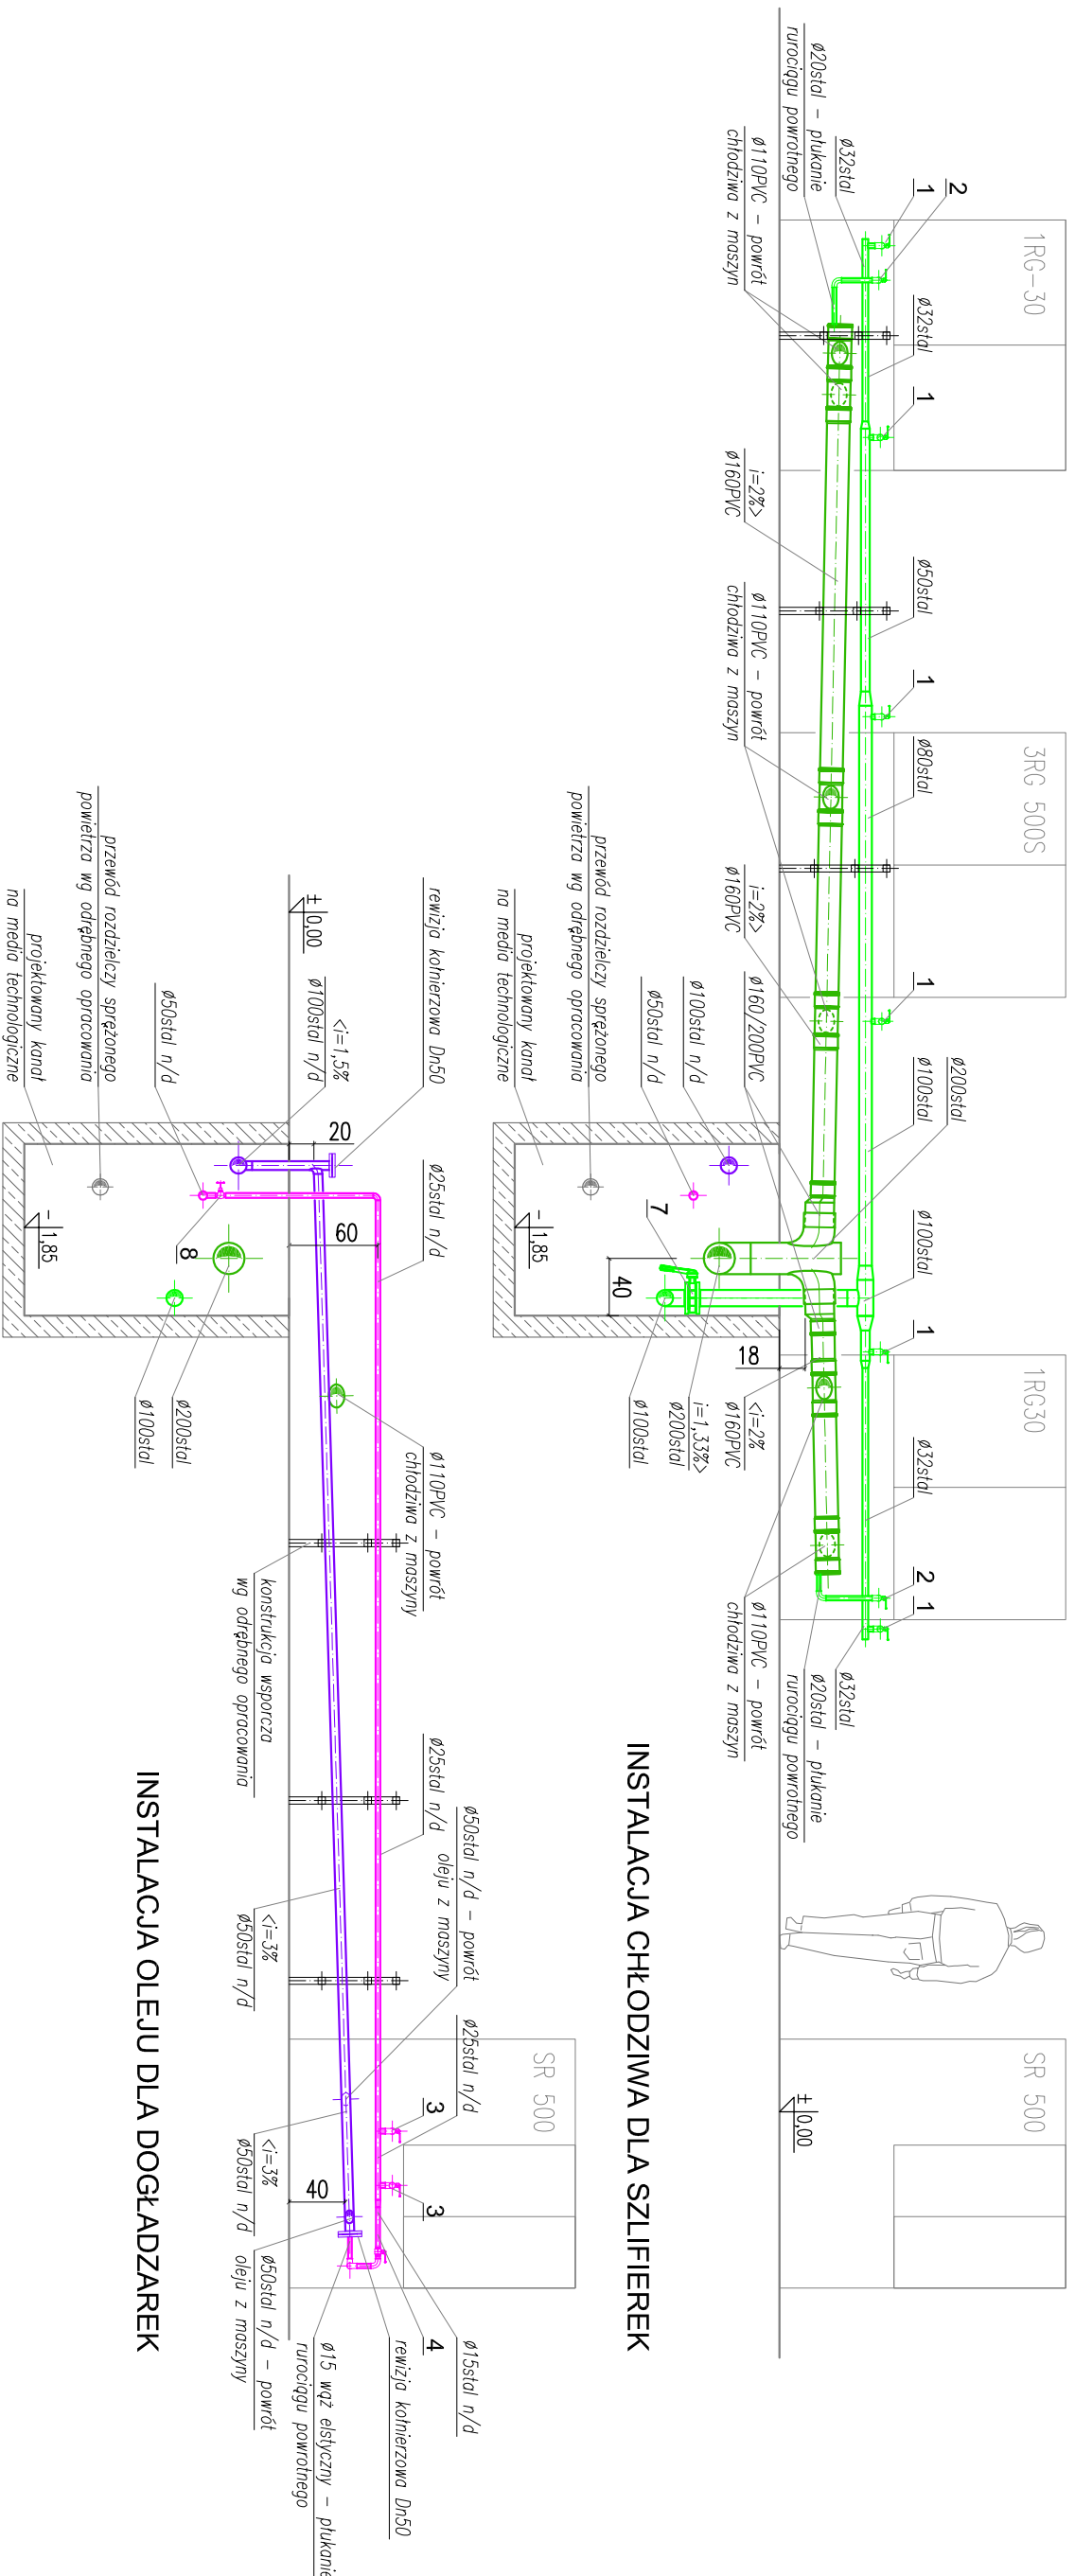 1RG-30
3RG 500S
1RG30
SR 500
2
1
1
1
1
1
2
1
ø32stal
ø20stal - płukanie
rurociągu powrotnego
ø32stal
ø50stal
ø80stal
ø200stal
ø100stal
ø100stal
ø32stal
ø32stal
ø20stal - płukanie
rurociągu powrotnego
ø110PVC - powrót
chłodziwa z maszyn
i=2%>
ø160PVC
ø110PVC - powrót
chłodziwa z maszyn
i=2%>
ø160PVC
ø160/200PVC
18
<i=2%
ø160PVC
ø110PVC - powrót
chłodziwa z maszyn
± 0,00
ø100stal n/d
ø50stal n/d
7
40
i=1,33%>
ø200stal
ø100stal
przewód rozdzielczy sprężonego
powietrza wg odrębnego opracowania
projektowany kanał
na media technologiczne
-
1,85
INSTALACJA CHŁODZIWA DLA SZLIFIEREK
SR 500
rewizja kołnierzowa Dn50
ø25stal n/d
ø110PVC - powrót
chłodziwa z maszyny
ø25stal n/d
ø50stal n/d - powrót
oleju z maszyny
ø25stal n/d
3
3
4
ø15stal n/d
rewizja kołnierzowa Dn50
± 0,00
<i=1,5%
ø100stal n/d
20
60
40
konstrukcja wsporcza
wg odrębnego opracowania
<i=3%
ø50stal n/d
<i=3%
ø50stal n/d
ø50stal n/d - powrót
oleju z maszyny
ø15 wąż elstyczny - płukanie
rurociągu powrotnego
ø50stal n/d
8
ø200stal
ø100stal
przewód rozdzielczy sprężonego
powietrza wg odrębnego opracowania
projektowany kanał
na media technologiczne
-
1,85
INSTALACJA OLEJU DLA DOGŁADZAREK